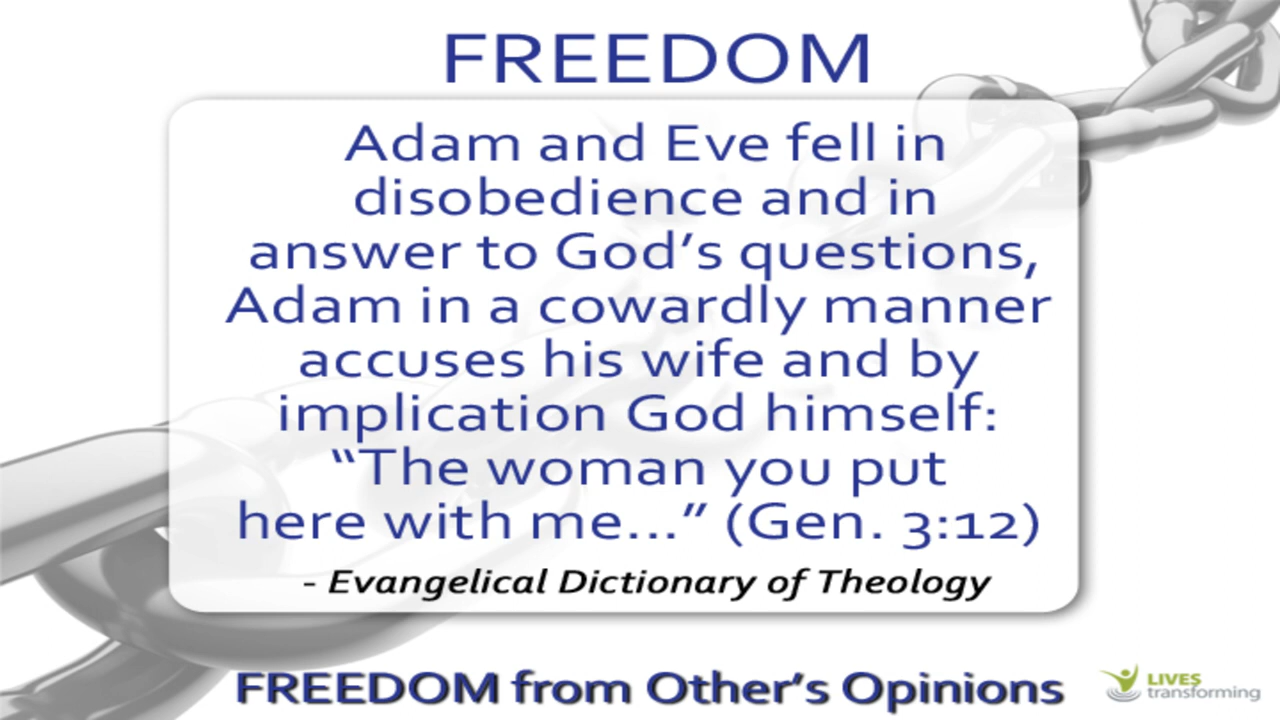 FREEDOM
Adam and Eve fell in
disobedience and in
answer to God’s questions,
Adam in a cowardly manner
accuses his wife and by
implication God himself:
“The woman you put
here with me...” (Gen. 3:12)
- Evangelical Dictionary of Theology
FREEDOM from Other’s Opinions
LIVES
transforming